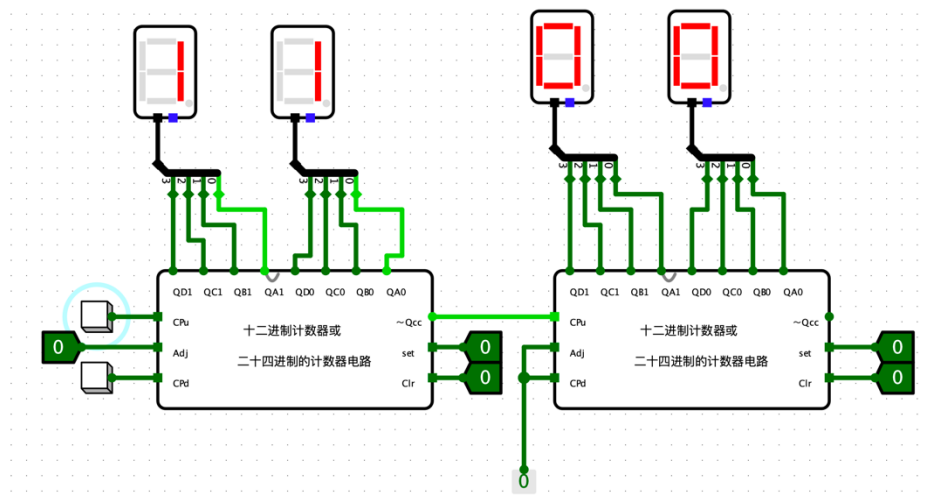 1 1 0 0
3 2 1 0 3 2 1 0 3 2 1 0 3 2 1 0
QD1 QC1 QB1 QA1 QD0 QC0 QB0 QA0
CPu
Adj
CPd
十二进制计数器或
二十四进制的计数器电路
~Qcc
set
Clr
0
0
0
QD1 QC1 QB1 QA1 QD0 QC0 QB0 QA0
CPu
Adj
CPd
十二进制计数器或
二十四进制的计数器电路
~Qcc
set
Clr
0
0
0